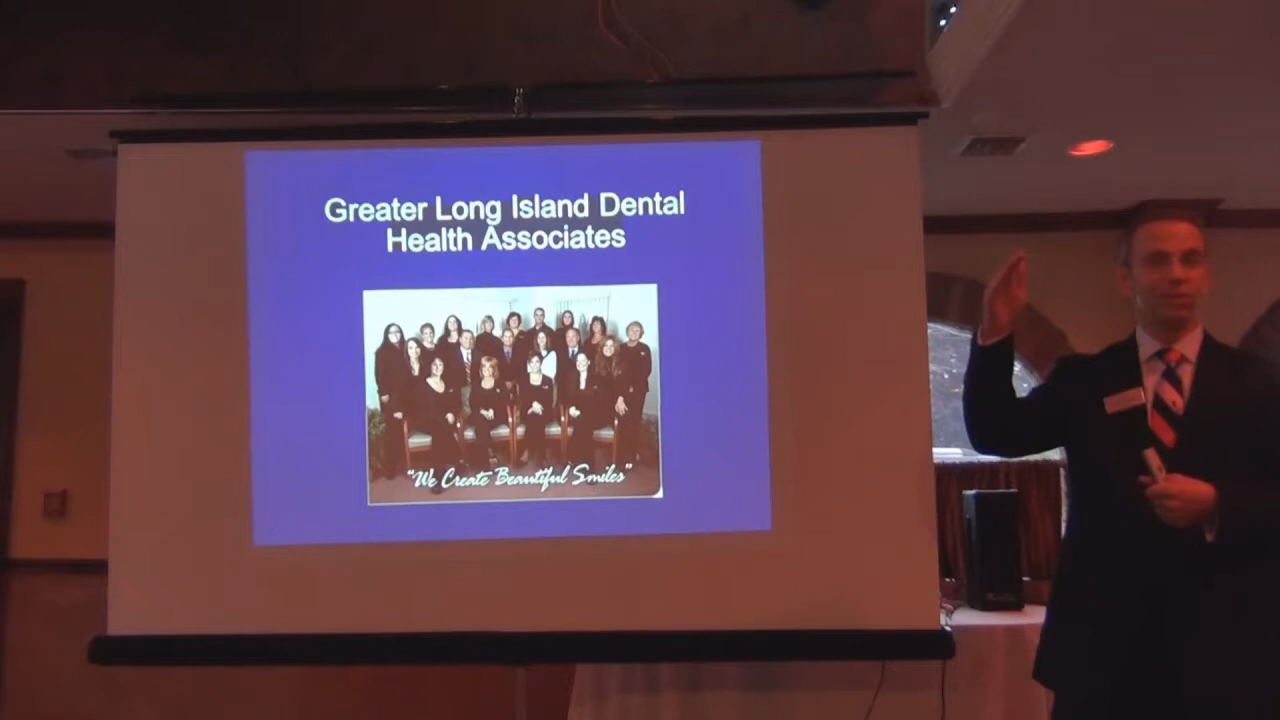 Greater Long Island Dental
Health Associates
"We Create Beautiful Smiles"